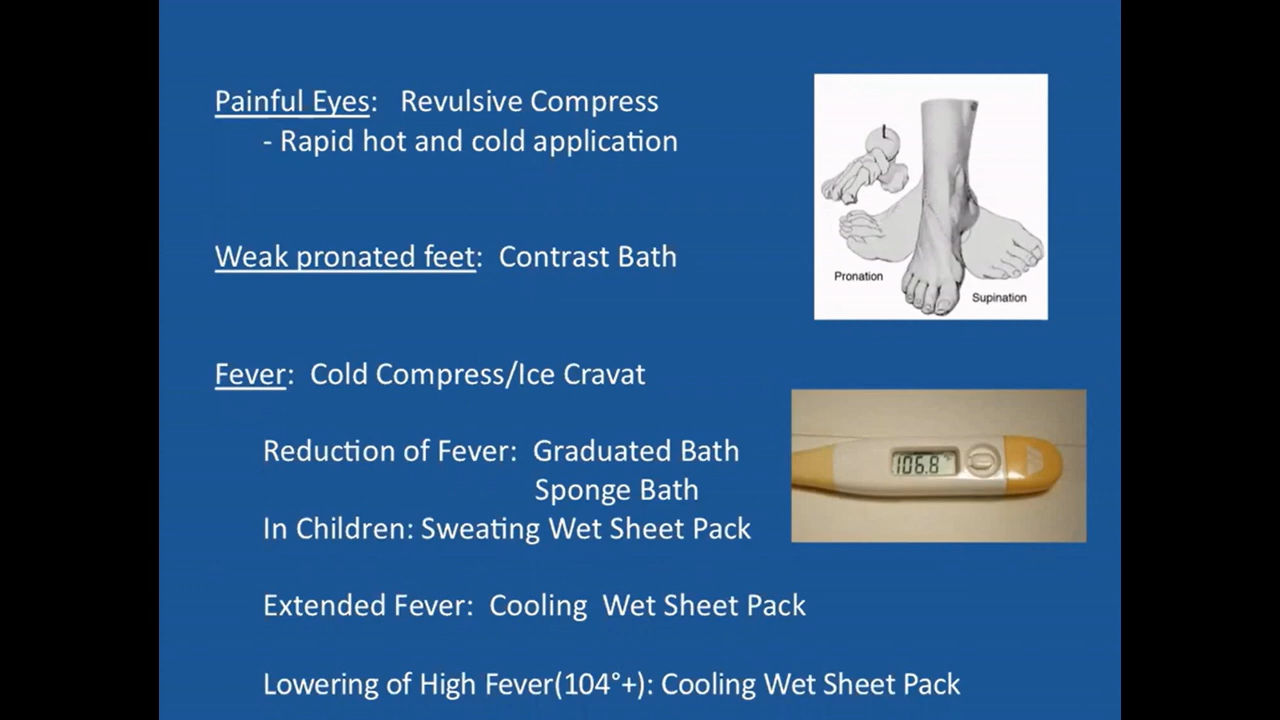 Painful Eyes: Revulsive Compress
- Rapid hot and cold application
Weak pronated feet: Contrast Bath
Pronation
Supination
Fever: Cold Compress/Ice Cravat
Reduction of Fever: Graduated Bath
Sponge Bath
In Children: Sweating Wet Sheet Pack
106.8 °F
Extended Fever: Cooling Wet Sheet Pack
Lowering of High Fever(104°+): Cooling Wet Sheet Pack